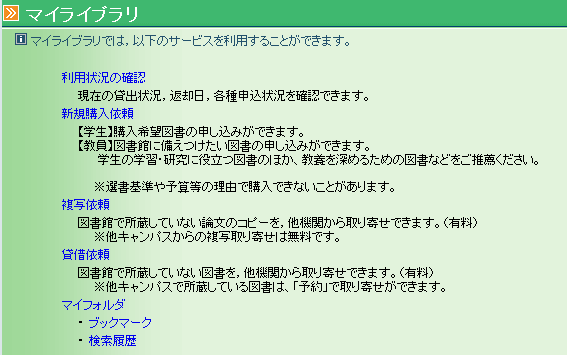 マイライブラリ
マイライブラリでは，以下のサービスを利用することができます。
利用状況の確認
現在の貸出状況，返却日，各種申込状況を確認できます。
新規購入依頼
【学生】購入希望図書の申し込みができます。
【教員】図書館に備えつけたい図書の申し込みができます。
学生の学習・研究に役立つ図書のほか、教養を深めるための図書などをご推薦ください。
※選書基準や予算等の理由で購入できないことがあります。
複写依頼
図書館で所蔵していない論文のコピーを，他機関から取り寄せできます。（有料）
※他キャンパスからの複写取り寄せは無料です。
貸借依頼
図書館で所蔵していない図書を，他機関から取り寄せできます。（有料）
※他キャンパスで所蔵している図書は、「予約」で取り寄せができます。
マイフォルダ
・ ブックマーク
・ 検索履歴